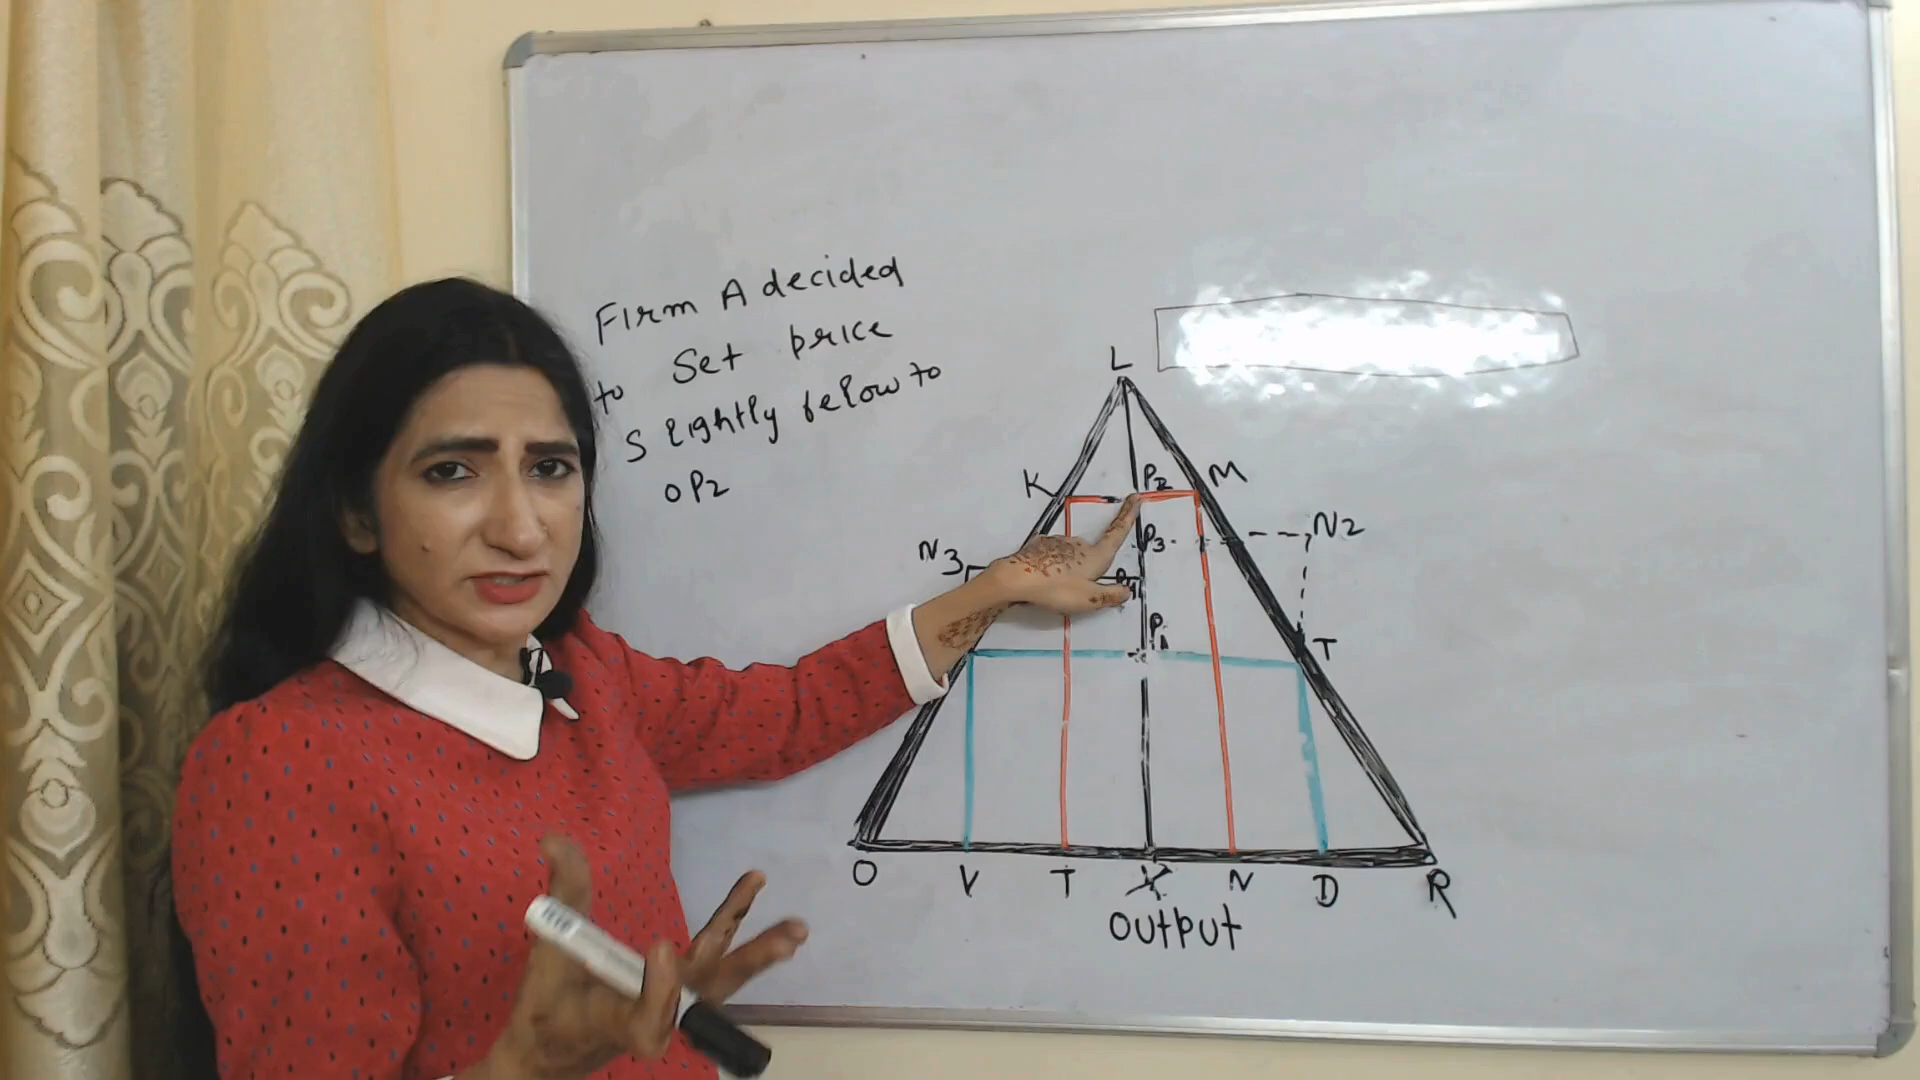 Firm A decided
to Set price
Slightly below to
OP2
L
K
P2
M
N3
P3
N2
P1
T
O
V
T
X
N
D
R
output